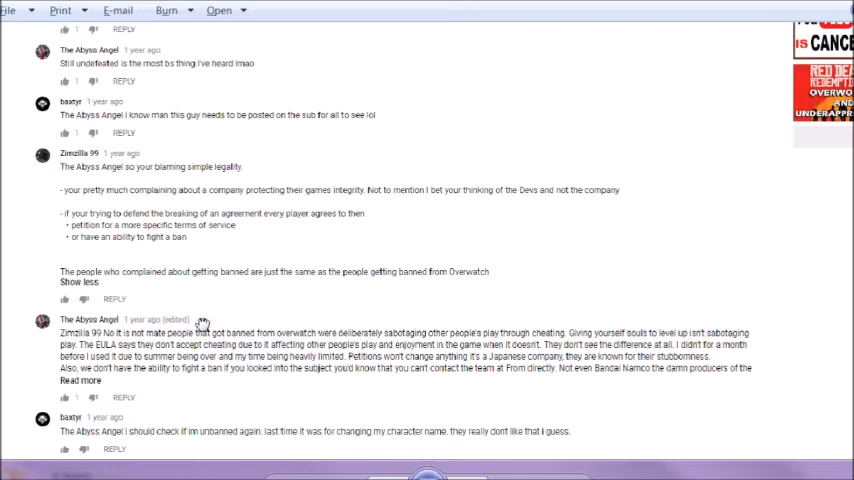 File Print E-mail Burn Open
1 REPLY
The Abyss Angel 1 year ago
Still undefeated is the most bs thing I've heard lmao
1 REPLY
baxtyr 1 year ago
The Abyss Angel I know man this guy needs to be posted on the sub for all to see lol
1 REPLY
Zimzilla 99 1 year ago
The Abyss Angel so your blaming simple legality.
- your pretty much complaining about a company protecting their games integrity. Not to mention I bet your thinking of the Devs and not the company
- if your trying to defend the breaking of an agreement every player agrees to then
• petition for a more specific terms of service
• or have an ability to fight a ban
The people who complained about getting banned are just the same as the people getting banned from Overwatch
Show less
REPLY
The Abyss Angel 1 year ago (edited)
Zimzilla 99 No it is not mate people that got banned from overwatch were deliberately sabotaging other people's play through cheating. Giving yourself souls to level up isn't sabotaging
play. The EULA says they don't accept cheating due to it affecting other people's play and enjoyment in the game when it doesn't. They don't see the difference at all. I didn't for a month
before I used it due to summer being over and my time being heavily limited. Petitions won't change anything it's a Japanese company, they are known for their stubbornness.
Also, we don't have the ability to fight a ban if you looked into the subject you'd know that you can't contact the team at From directly. Not even Bandai Namco the damn producers of the
Read more
1 REPLY
baxtyr 1 year ago
The Abyss Angel I should check if im unbanned again. last time it was for changing my character name, they really dont like that i guess.
REPLY
IS CANCE
RED DEA
REDEMPTIO
OVERWO
AND
UNDERAPPR